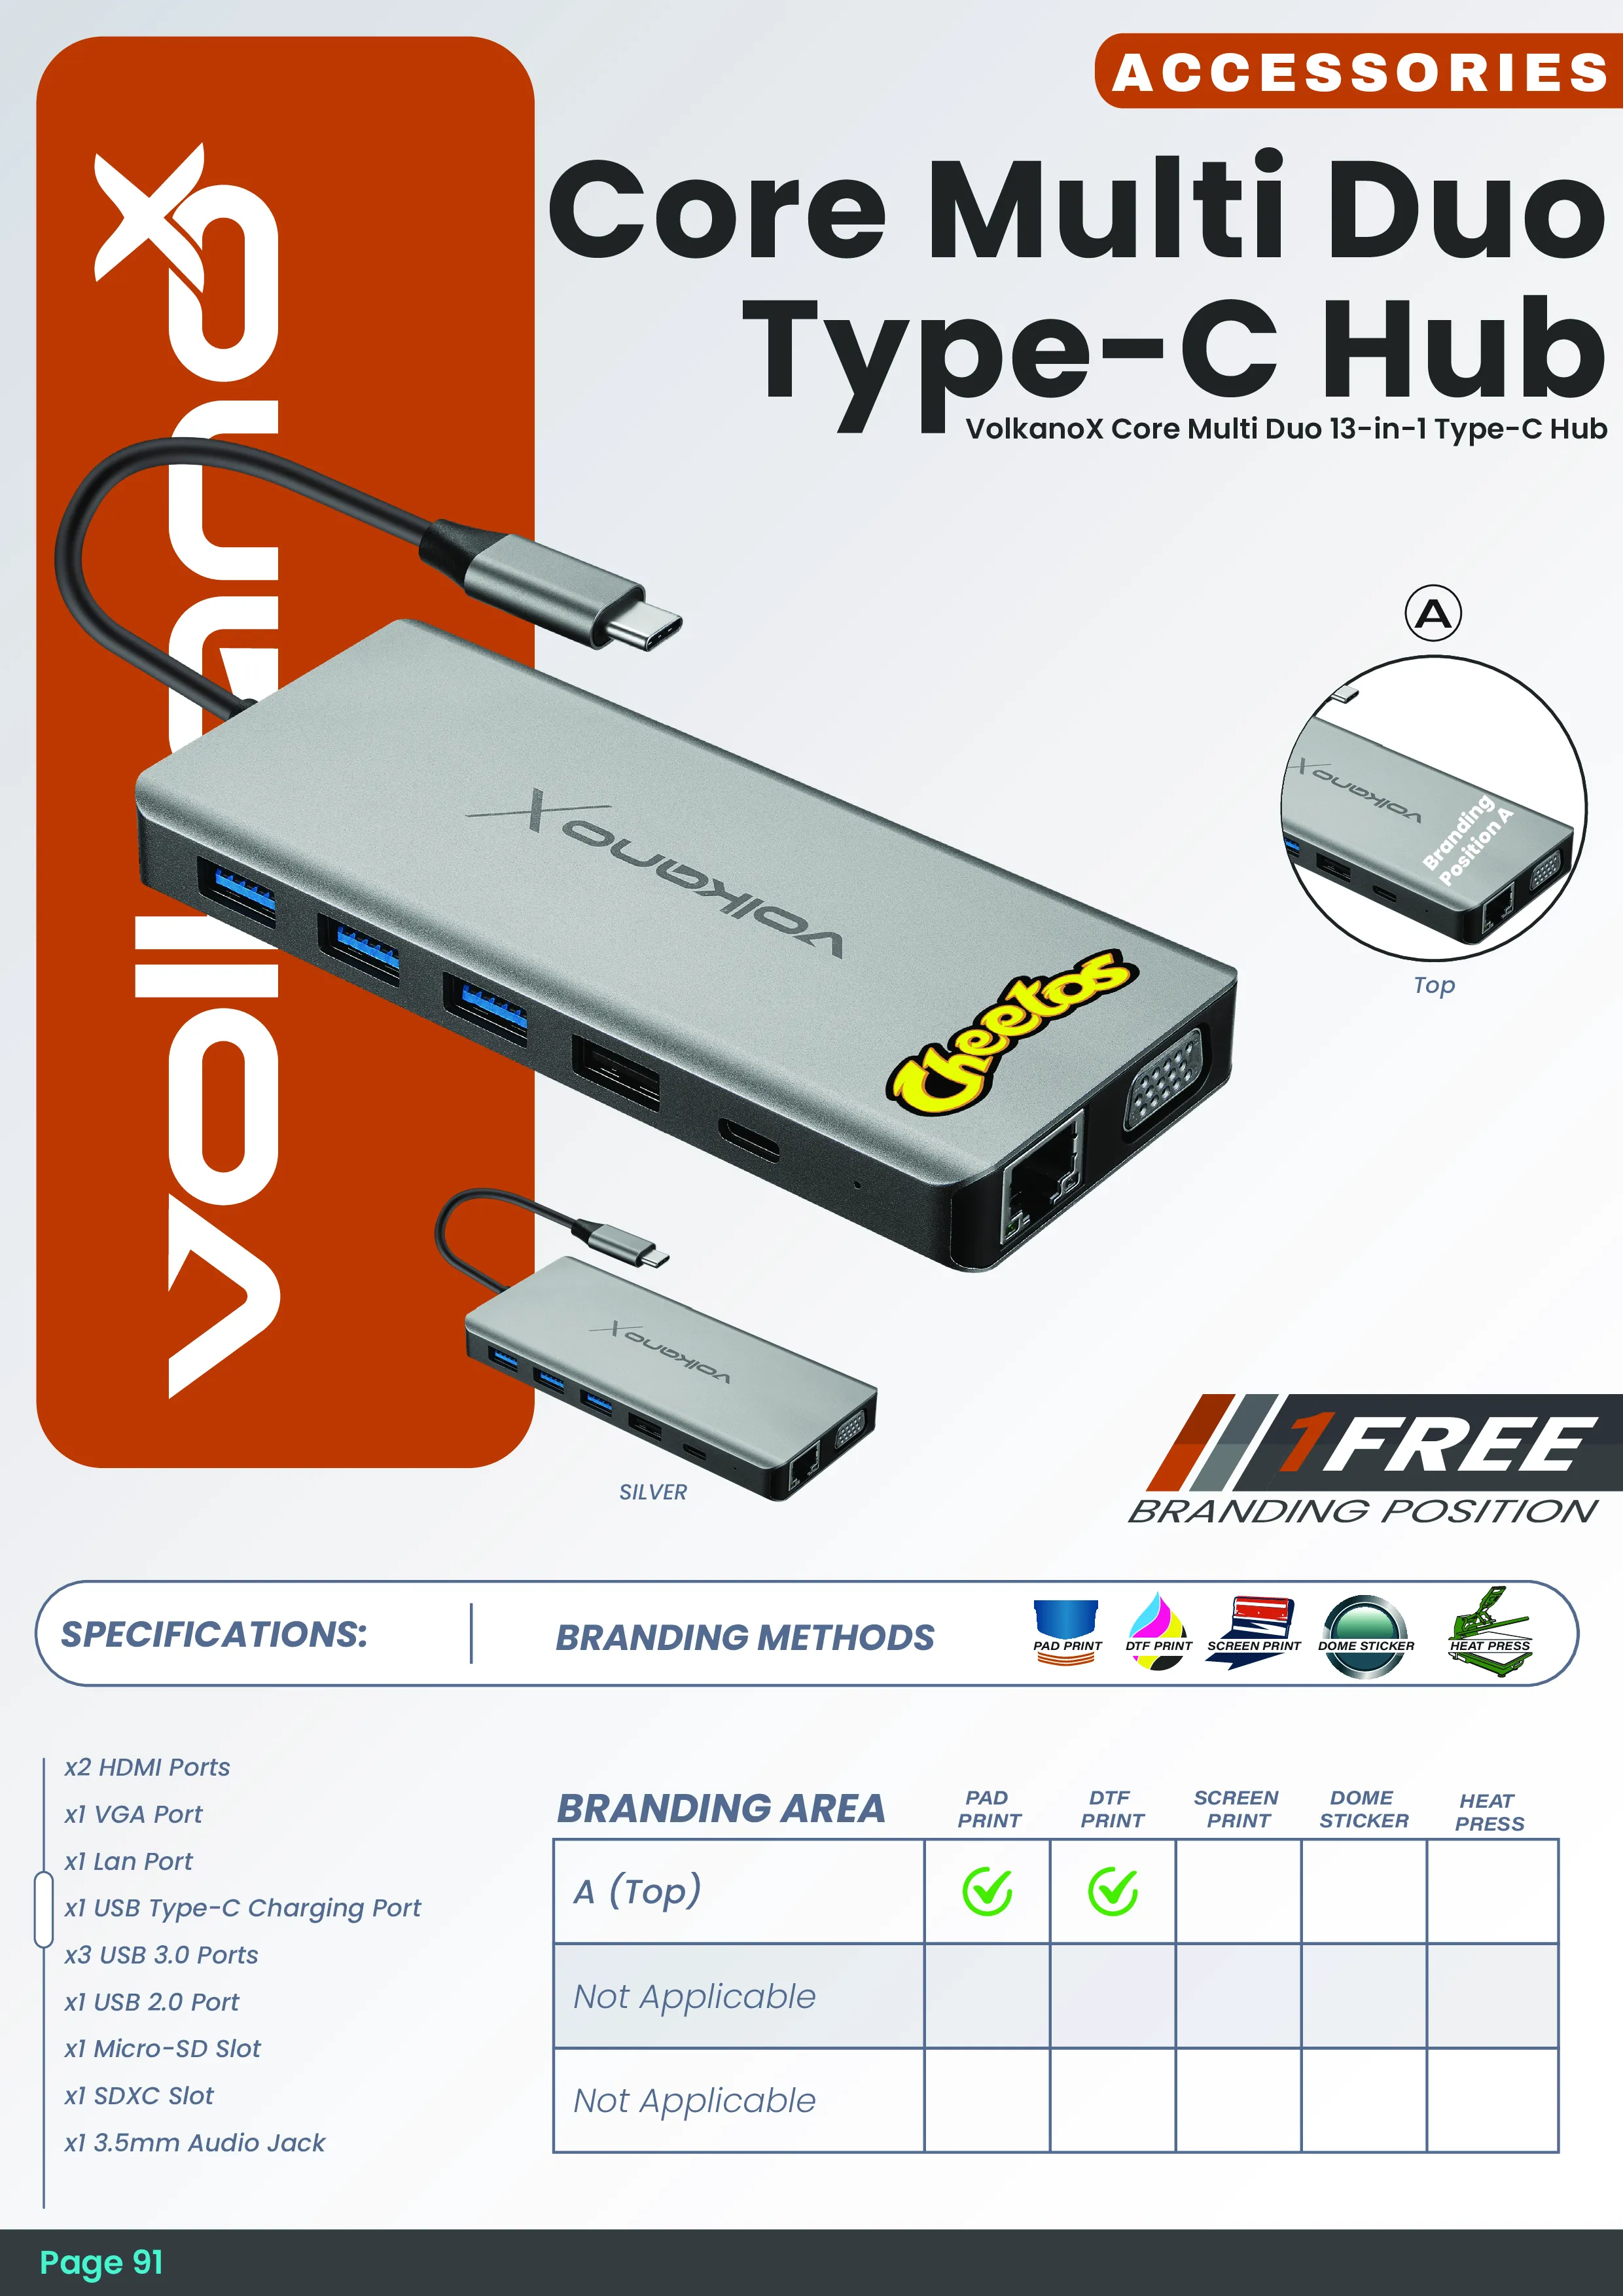 ACCESSORIES
Core Multi Duo
Type-C Hub
VolkanoX Core Multi Duo 13-in-1 Type-C Hub
VolkanoX
volkanoX
Cheetos
A
volkanoX
Branding
Position A
Top
volkanoX
SILVER
1FREE
BRANDING POSITION
SPECIFICATIONS:
BRANDING METHODS
PAD PRINT
DTF PRINT
SCREEN PRINT
DOME STICKER
HEAT PRESS
x2 HDMI Ports
x1 VGA Port
x1 Lan Port
x1 USB Type-C Charging Port
x3 USB 3.0 Ports
x1 USB 2.0 Port
x1 Micro-SD Slot
x1 SDXC Slot
x1 3.5mm Audio Jack
BRANDING AREA
PAD PRINT
DTF PRINT
SCREEN PRINT
DOME STICKER
HEAT PRESS
A (Top)
Not Applicable
Not Applicable
Page 91